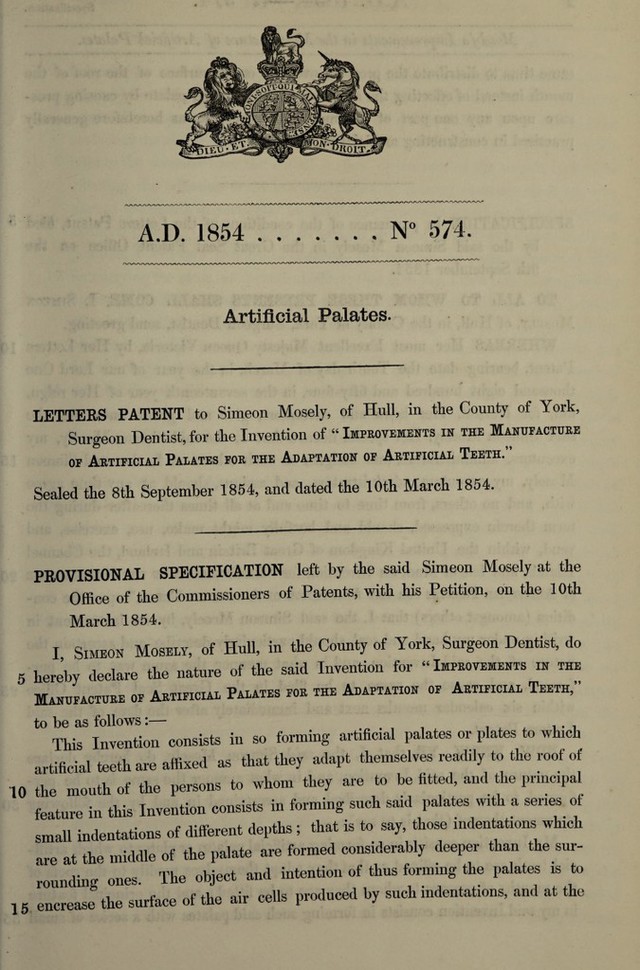 DIEU · ET · MON · DROIT.
A.D. 1854 . . . . . . . Nº 574.
Artificial Palates.
LETTERS PATENT to Simeon Mosely, of Hull, in the County of York,
Surgeon Dentist, for the Invention of “ IMPROVEMENTS IN THE MANUFACTURE
OF ARTIFICIAL PALATES FOR THE ADAPTATION OF ARTIFICIAL TEETH.”
Sealed the 8th September 1854, and dated the 10th March 1854.
PROVISIONAL SPECIFICATION left by the said Simeon Mosely at the
Office of the Commissioners of Patents, with his Petition, on the 10th
March 1854.
I, SIMEON MOSELY, of Hull, in the County of York, Surgeon Dentist, do
5 hereby declare the nature of the said Invention for “ IMPROVEMENTS IN THE
MANUFACTURE OF ARTIFICIAL PALATES FOR THE ADAPTATION OF ARTIFICIAL TEETH,”
to be as follows :—
This Invention consists in so forming artificial palates or plates to which
artificial teeth are affixed as that they adapt themselves readily to the roof of
10 the mouth of the persons to whom they are to be fitted, and the principal
feature in this Invention consists in forming such said palates with a series of
small indentations of different depths ; that is to say, those indentations which
are at the middle of the palate are formed considerably deeper than the sur-
rounding ones. The object and intention of thus forming the palates is to
15 encrease the surface of the air cells produced by such indentations, and at the